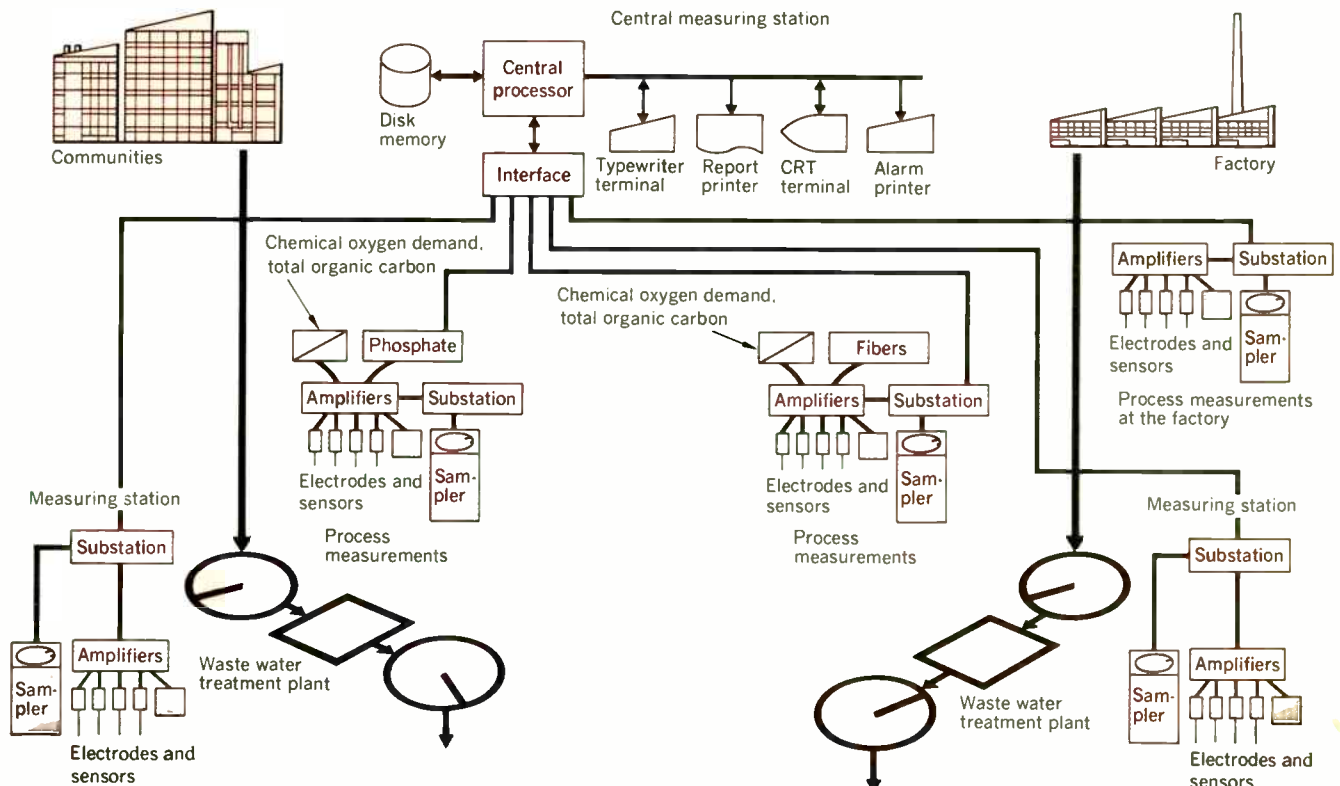 Central measuring station
Communities
Disk
memory
Central
processor
Typewriter
terminal
Report
printer
CRT
terminal
Alarm
printer
Factory
Interface
Chemical oxygen demand,
total organic carbon
Phosphate
Amplifiers
Substation
Electrodes and
sensors
Sam-
pler
Process
measurements
Chemical oxygen demand,
total organic carbon
Fibers
Amplifiers
Substation
Electrodes and
sensors
Sam-
pler
Process
measurements
Amplifiers
Substation
Electrodes and
sensors
Sam-
pler
Process measurements
at the factory
Measuring station
Substation
Sam-
pler
Amplifiers
Electrodes and
sensors
Waste water
treatment plant
Waste water
treatment plant
Measuring station
Substation
Sam-
pler
Amplifiers
Electrodes and
sensors